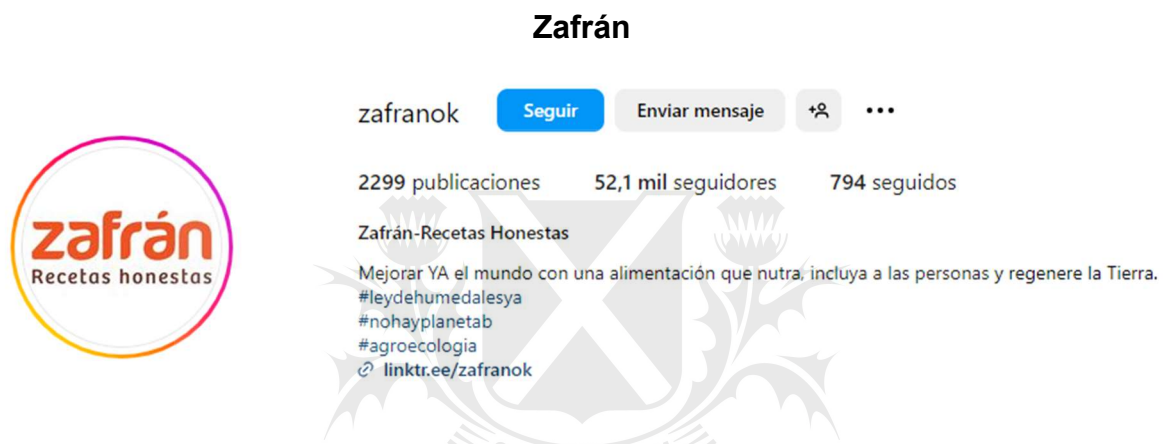 Zafrán
zafranok Seguir Enviar mensaje
2299 publicaciones 52,1 mil seguidores 794 seguidos
zafrán
Recetas honestas
Zafrán-Recetas Honestas
Mejorar YA el mundo con una alimentación que nutra, incluya a las personas y regenere la Tierra.
#leydehumedalesya
#nohayplanetab
#agroecologia
linktr.ee/zafranok